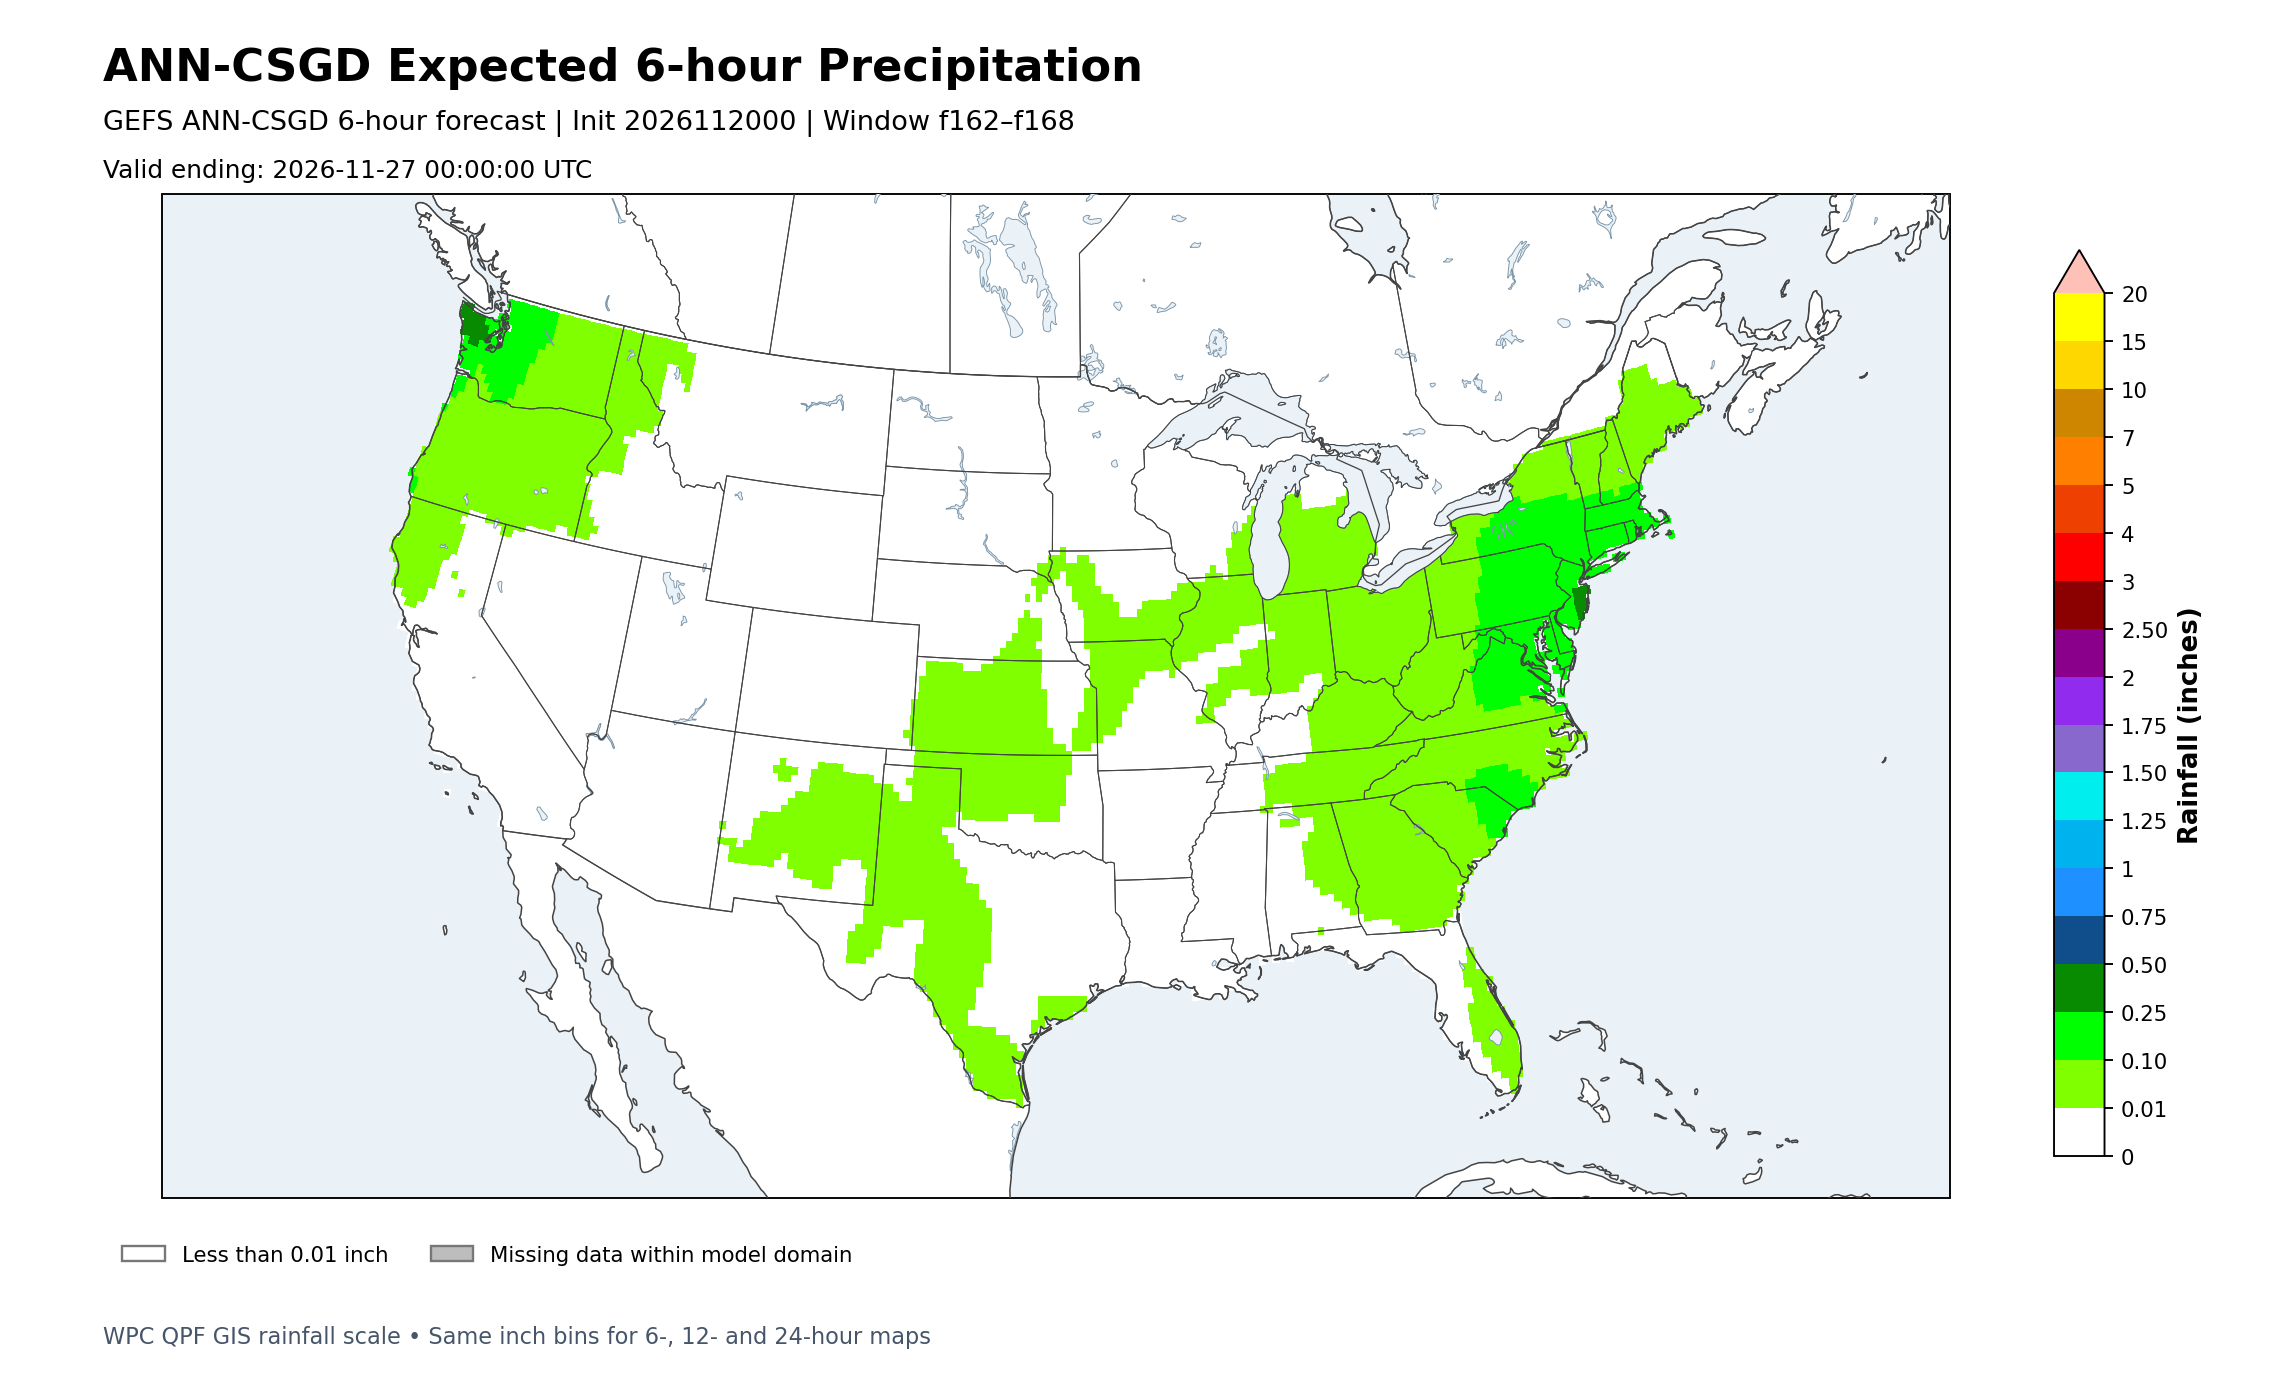 ANN-CSGD Expected 6-hour Precipitation
GEFS ANN-CSGD 6-hour forecast | Init 2026112000 | Window f162–f168
Valid ending: 2026-11-27 00:00:00 UTC
20
15
10
7
5
4
3
2.50
2
1.75
1.50
1.25
1
0.75
0.50
0.25
0.10
0.01
0
Rainfall (inches)
Less than 0.01 inch
Missing data within model domain
WPC QPF GIS rainfall scale • Same inch bins for 6-, 12- and 24-hour maps